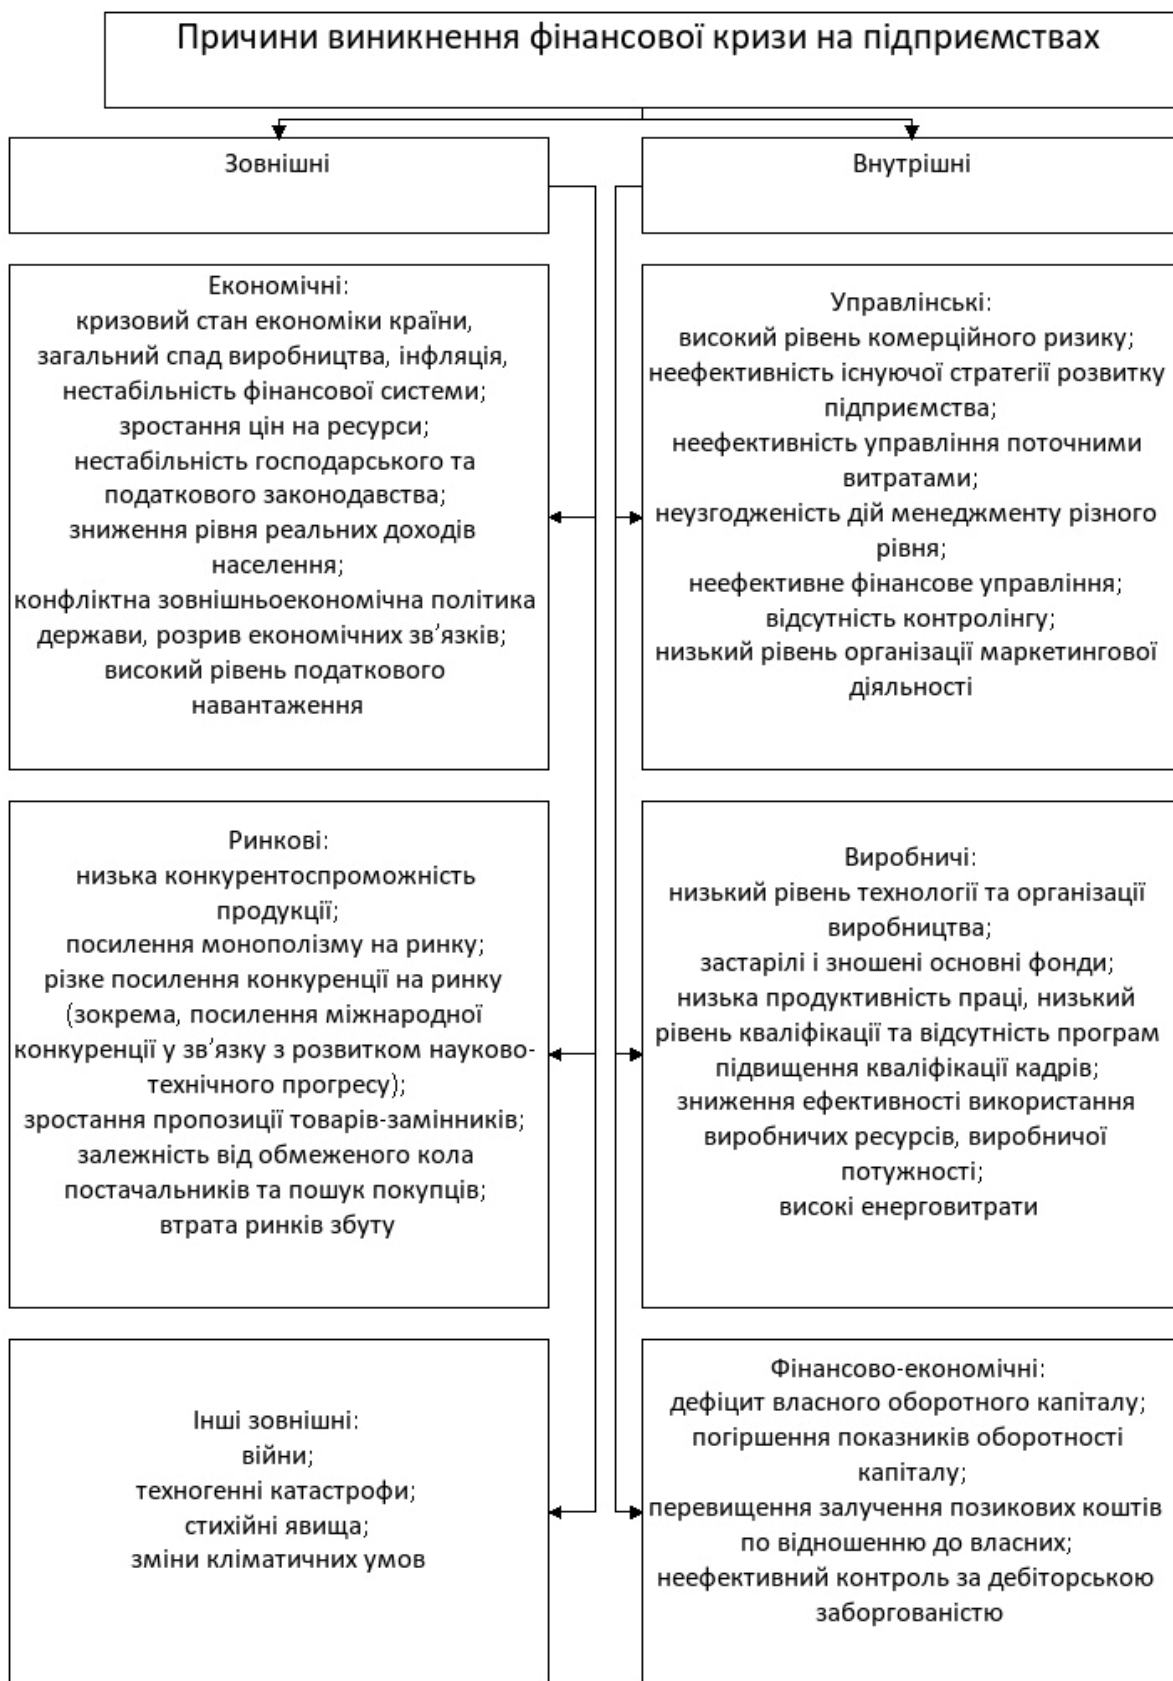 Причини виникнення фінансової кризи на підприємствах
Зовнішні
Внутрішні
Економічні:
кризовий стан економіки країни,
загальний спад виробництва, інфляція,
нестабільність фінансової системи;
зростання цін на ресурси;
нестабільність господарського та
податкового законодавства;
зниження рівня реальних доходів
населення;
конфліктна зовнішньоекономічна політика
держави, розрив економічних зв’язків;
високий рівень податкового
навантаження
Управлінські:
високий рівень комерційного ризику;
неефективність існуючої стратегії розвитку
підприємства;
неефективність управління поточними
витратами;
неузгодженість дій менеджменту різного
рівня;
неефективне фінансове управління;
відсутність контролінгу;
низький рівень організації маркетингової
діяльності
Ринкові:
низька конкурентоспроможність
продукції;
посилення монополізму на ринку;
різке посилення конкуренції на ринку
(зокрема, посилення міжнародної
конкуренції у зв’язку з розвитком науково-
технічного прогресу);
зростання пропозиції товарів-замінників;
залежність від обмеженого кола
постачальників та пошук покупців;
втрата ринків збуту
Виробничі:
низький рівень технології та організації
виробництва;
застарілі і зношені основні фонди;
низька продуктивність праці, низький
рівень кваліфікації та відсутність програм
підвищення кваліфікації кадрів;
зниження ефективності використання
виробничих ресурсів, виробничої
потужності;
високі енерговитрати
Інші зовнішні:
війни;
техногенні катастрофи;
стихійні явища;
зміни кліматичних умов
Фінансово-економічні:
дефіцит власного оборотного капіталу;
погіршення показників оборотності
капіталу;
перевищення залучення позикових коштів
по відношенню до власних;
неефективний контроль за дебіторською
заборгованістю